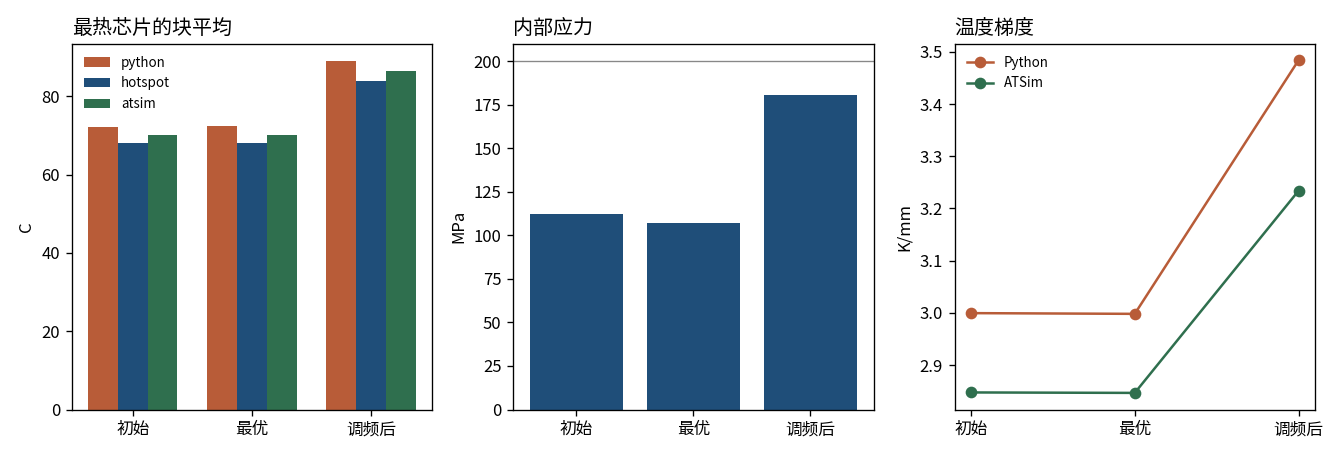 最热芯片的块平均
python
hotspot
atsim
C
80
60
40
20
0
初始
最优
调频后
内部应力
MPa
200
175
150
125
100
75
50
25
0
初始
最优
调频后
温度梯度
Python
ATSim
K/mm
3.5
3.4
3.3
3.2
3.1
3.0
2.9
初始
最优
调频后